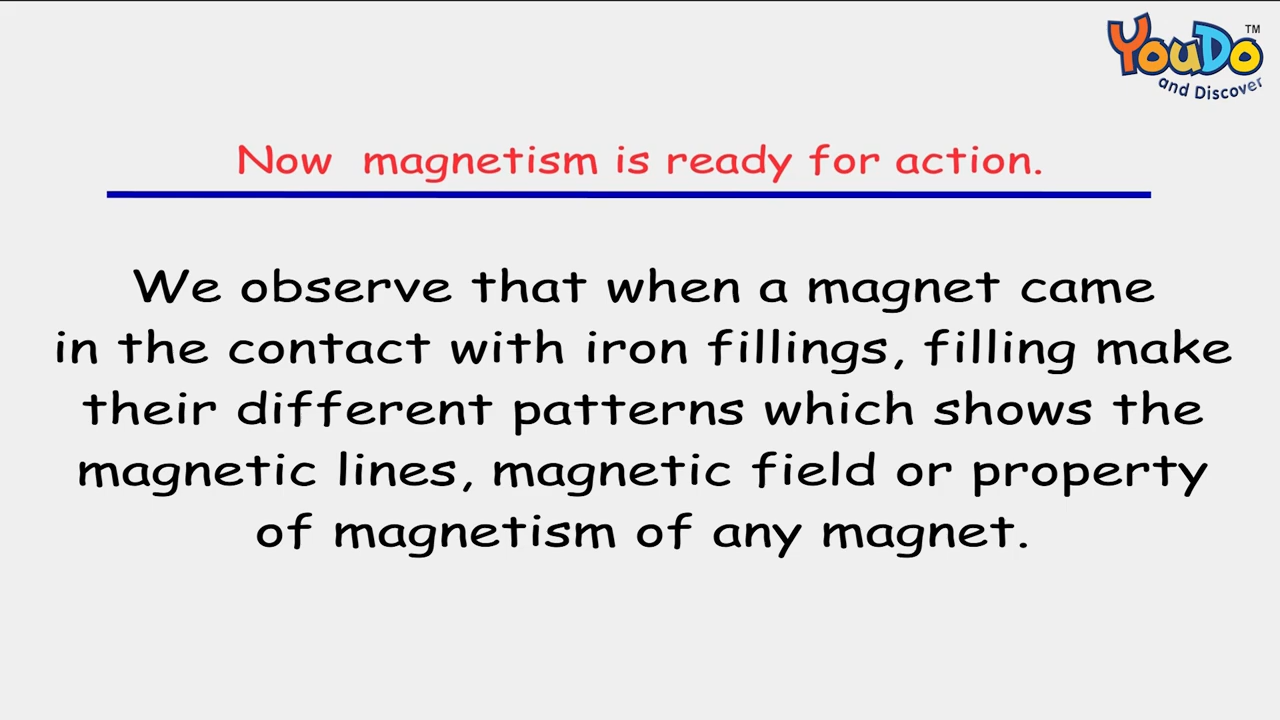 YouDo TM
and Discover
Now magnetism is ready for action.
We observe that when a magnet came
in the contact with iron fillings, filling make
their different patterns which shows the
magnetic lines, magnetic field or property
of magnetism of any magnet.